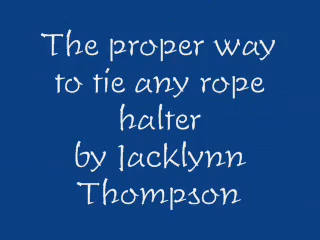 The proper way
to tie any rope
halter
by Jacklynn
Thompson